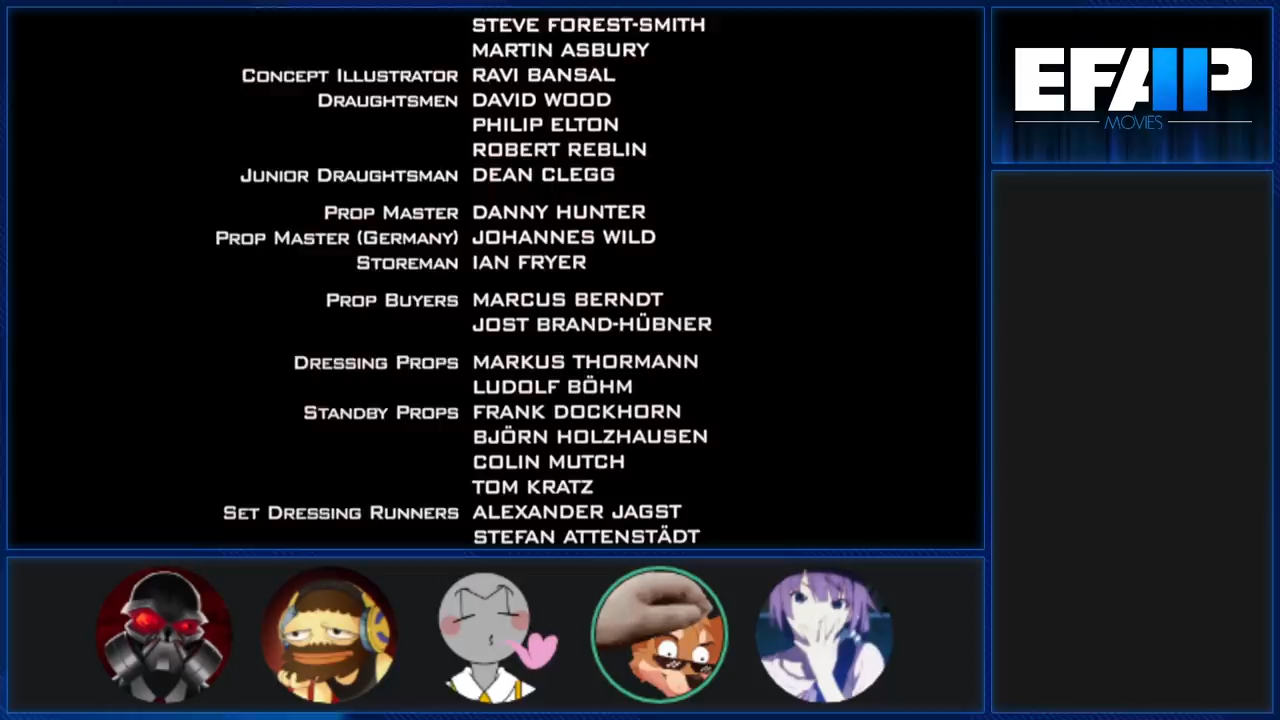 STEVE FOREST-SMITH
MARTIN ASBURY
CONCEPT ILLUSTRATOR RAVI BANSAL
DRAUGHTSMEN DAVID WOOD
PHILIP ELTON
ROBERT REBLIN
JUNIOR DRAUGHTSMAN DEAN CLEGG
PROP MASTER DANNY HUNTER
PROP MASTER (GERMANY) JOHANNES WILD
STOREMAN IAN FRYER
PROP BUYERS MARCUS BERNDT
JOST BRAND-HÜBNER
DRESSING PROPS MARKUS THORMANN
LUDOLF BÖHM
STANDBY PROPS FRANK DOCKHORN
BJÖRN HOLZHAUSEN
COLIN MUTCH
TOM KRATZ
SET DRESSING RUNNERS ALEXANDER JAGST
STEFAN ATTENSTÄDT
EFAP
MOVIES